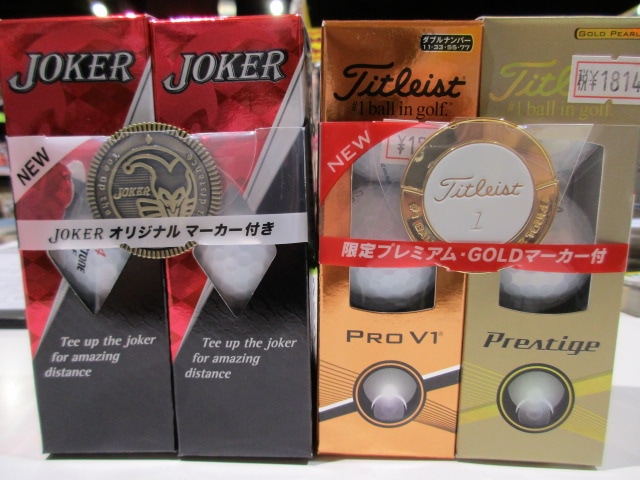 JOKER
JOKER
NEW
JOKER
JOKER オリジナル マーカー付き
Tee up the joker
for amazing
distance
Tee up the joker
for amazing
distance
ダブルナンバー
11·33·55·77
Titleist
#1 ball in golf.™
GOLD PEARL
#1 ball in golf.
税¥1814
NEW
Titleist
1
限定プレミアム・GOLDマーカー付
PRO V1
Prestige